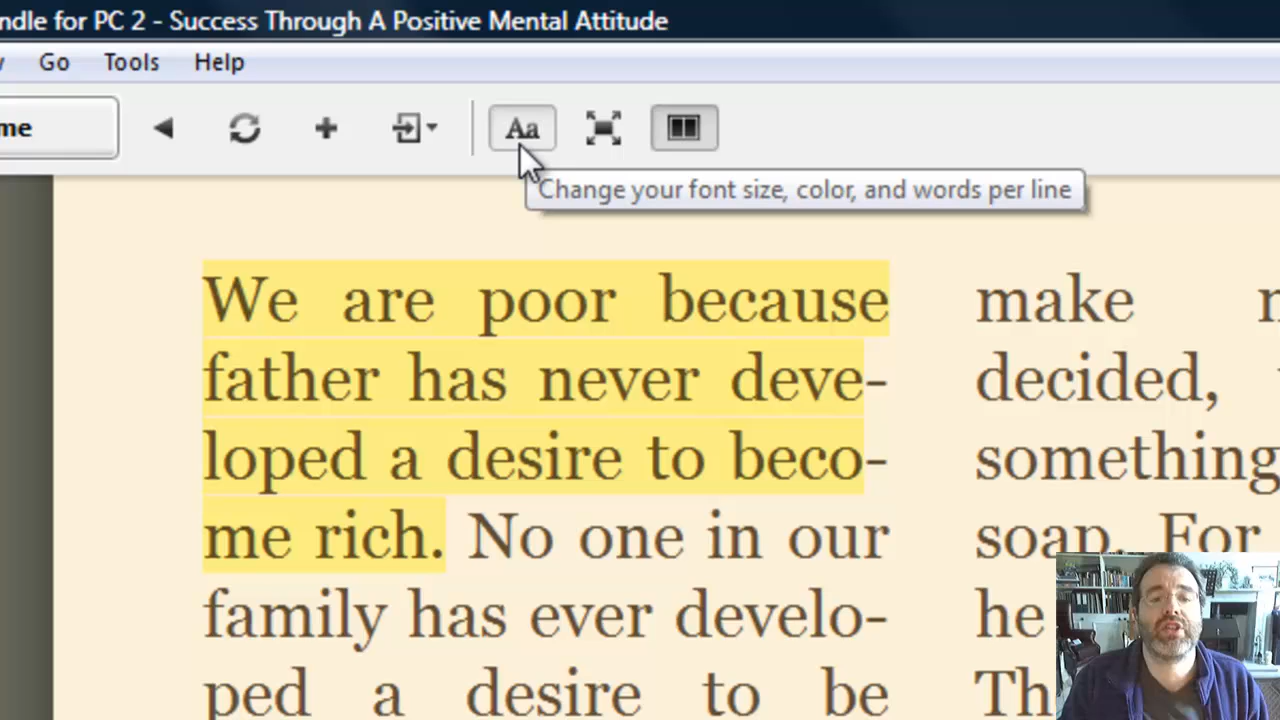 ndle for PC 2 - Success Through A Positive Mental Attitude
Go Tools Help
me
Aa
Change your font size, color, and words per line
We are poor because
father has never deve-
loped a desire to beco-
me rich. No one in our
family has ever develo-
ped a desire to be
make
decided,
something
soap. For
he
Th